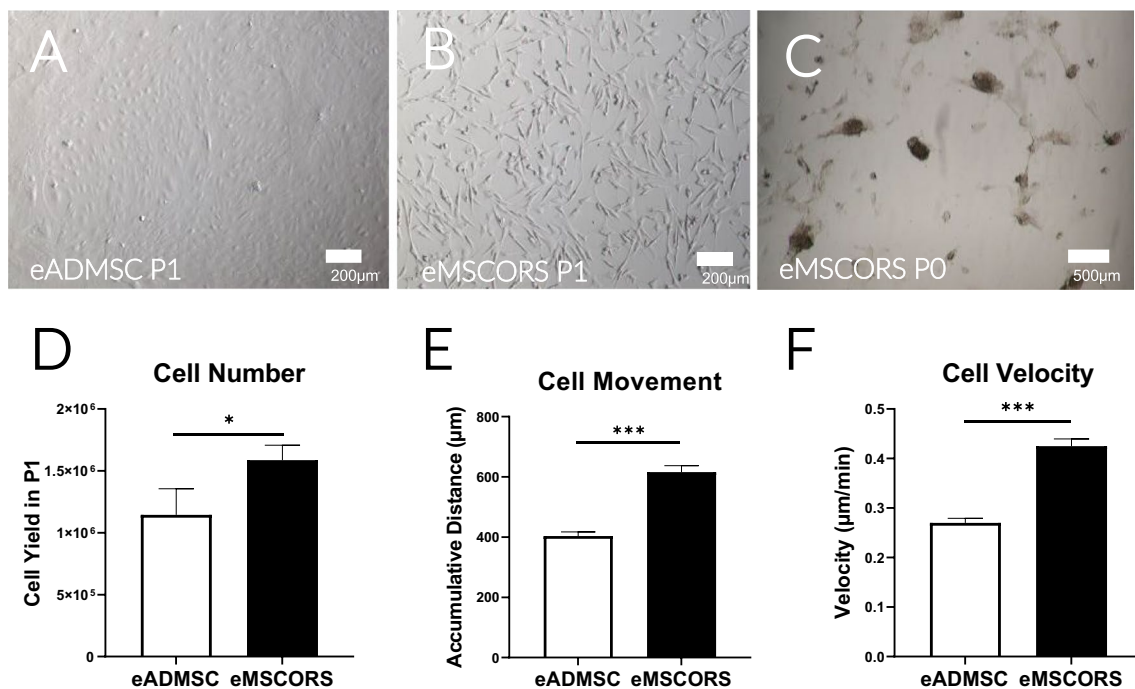 A
eADMSC P1
200µm
B
eMSCORS P1
200µm
C
eMSCORS P0
500µm
D
Cell Number
Cell Yield in P1
2×10⁶
1.5×10⁶
1×10⁶
5×10⁵
0
*
eADMSC eMSCORS
E
Cell Movement
Accumulative Distance (µm)
800
600
400
200
0
***
eADMSC eMSCORS
F
Cell Velocity
Velocity (µm/min)
0.5
0.4
0.3
0.2
0.1
0.0
***
eADMSC eMSCORS